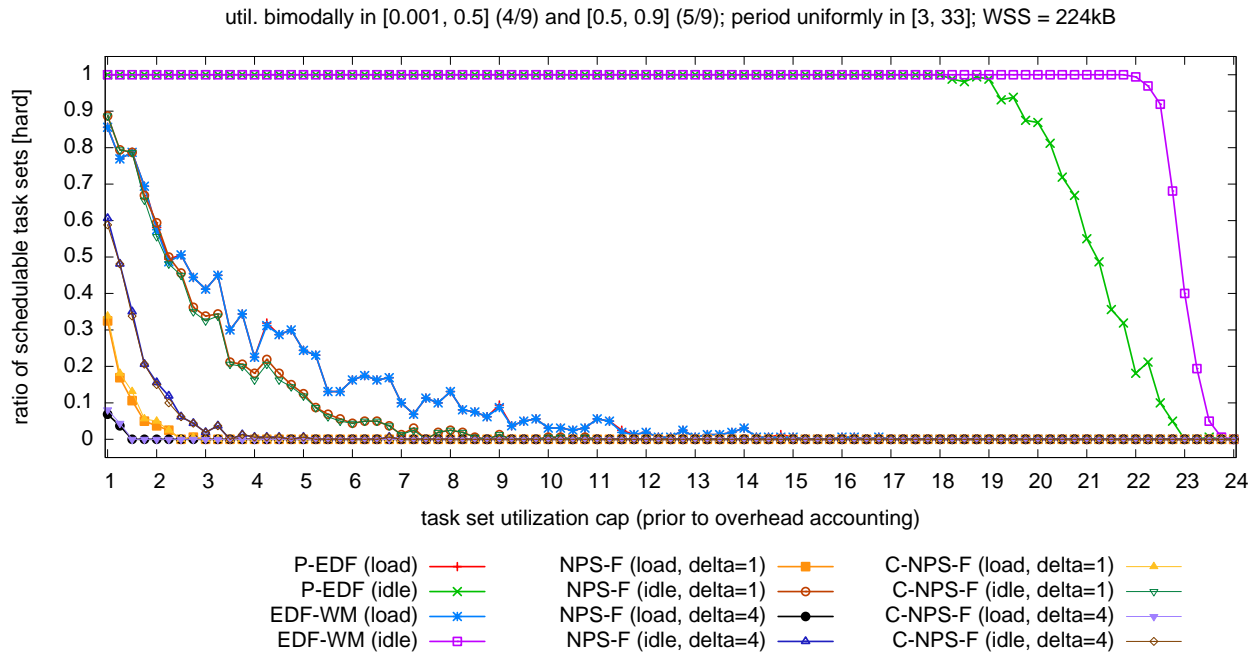 util. bimodally in [0.001, 0.5] (4/9) and [0.5, 0.9] (5/9); period uniformly in [3, 33]; WSS = 224kB
ratio of schedulable task sets [hard]
1
0.9
0.8
0.7
0.6
0.5
0.4
0.3
0.2
0.1
0
1 2 3 4 5 6 7 8 9 10 11 12 13 14 15 16 17 18 19 20 21 22 23 24
task set utilization cap (prior to overhead accounting)
P-EDF (load) NPS-F (load, delta=1) C-NPS-F (load, delta=1)
P-EDF (idle) NPS-F (idle, delta=1) C-NPS-F (idle, delta=1)
EDF-WM (load) NPS-F (load, delta=4) C-NPS-F (load, delta=4)
EDF-WM (idle) NPS-F (idle, delta=4) C-NPS-F (idle, delta=4)